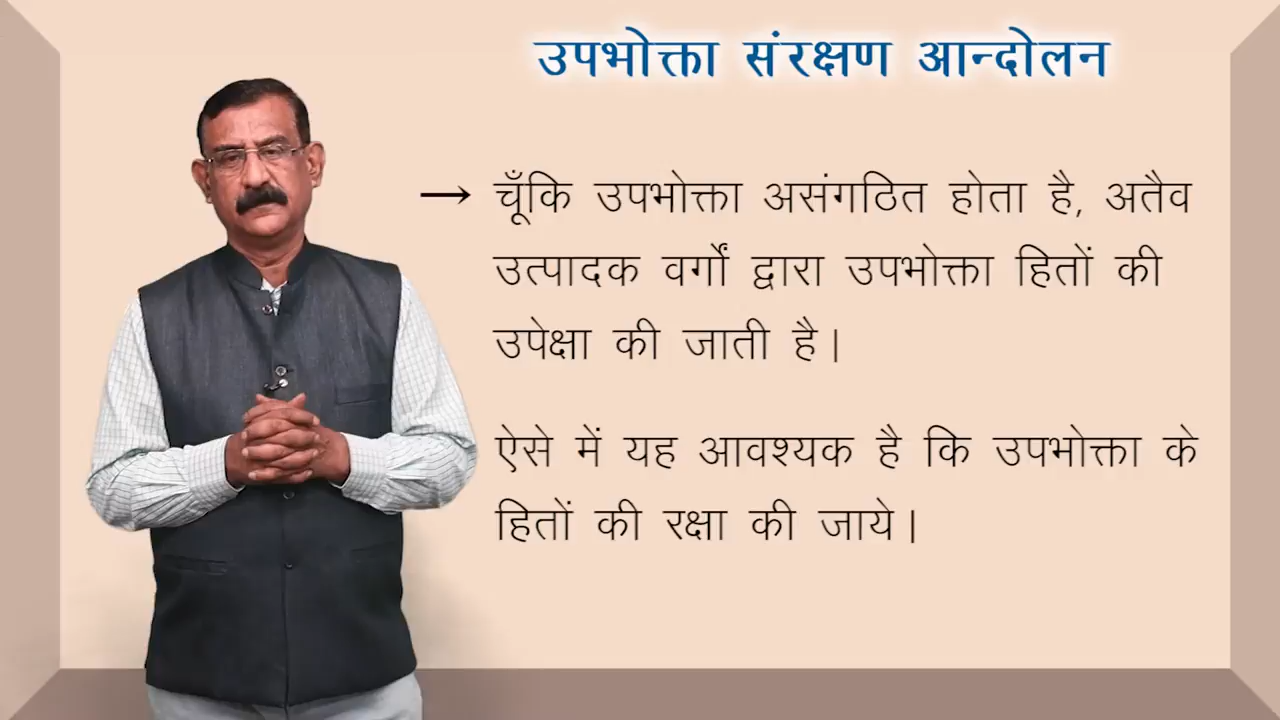 उपभोक्ता संरक्षण आन्दोलन
→ चूँकि उपभोक्ता असंगठित होता है, अतैव
उत्पादक वर्गों द्वारा उपभोक्ता हितों की
उपेक्षा की जाती है।
ऐसे में यह आवश्यक है कि उपभोक्ता के
हितों की रक्षा की जाये।